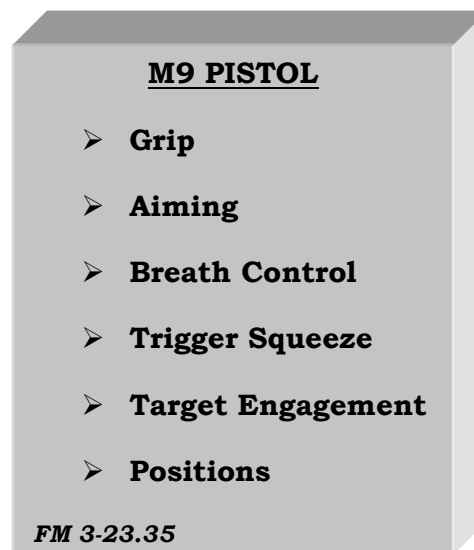 M9 PISTOL
➢ Grip
➢ Aiming
➢ Breath Control
➢ Trigger Squeeze
➢ Target Engagement
➢ Positions
FM 3-23.35